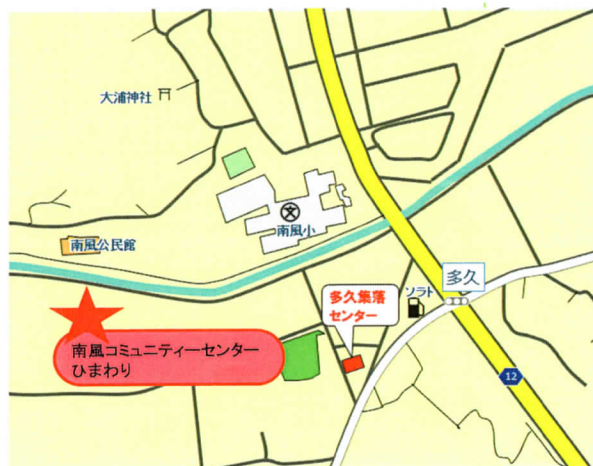 大浦神社
南風小
南風公民館
多久
ソラト
多久集落
センター
南風コミュニティーセンター
ひまわり
12